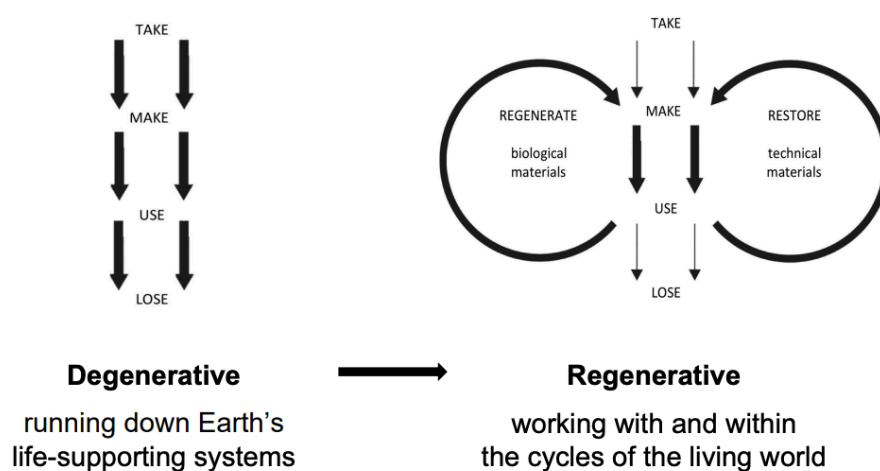 TAKE
MAKE
USE
LOSE
TAKE
REGENERATE
MAKE
RESTORE
biological
materials
technical
materials
USE
LOSE
Degenerative
running down Earth’s
life-supporting systems
Regenerative
working with and within
the cycles of the living world